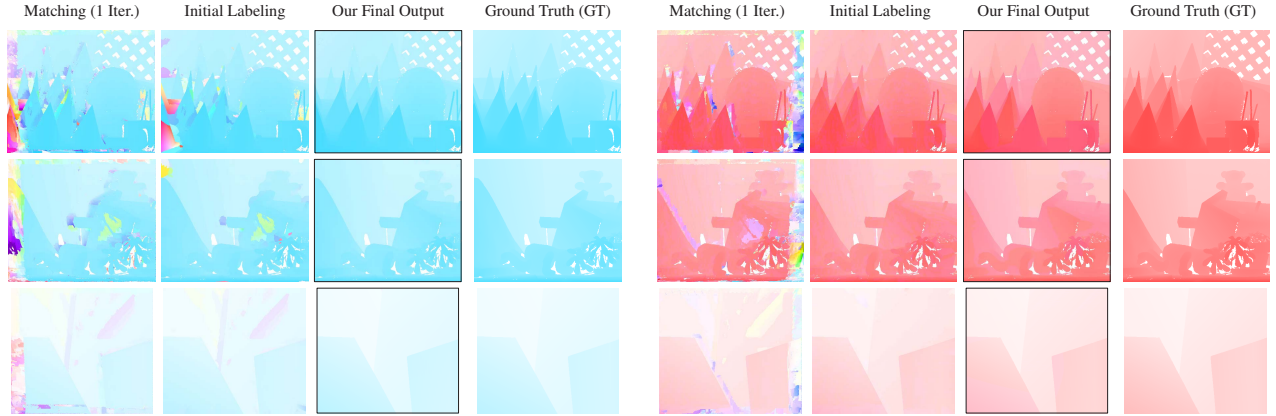 Matching (1 Iter.) Initial Labeling Our Final Output Ground Truth (GT) Matching (1 Iter.) Initial Labeling Our Final Output Ground Truth (GT)